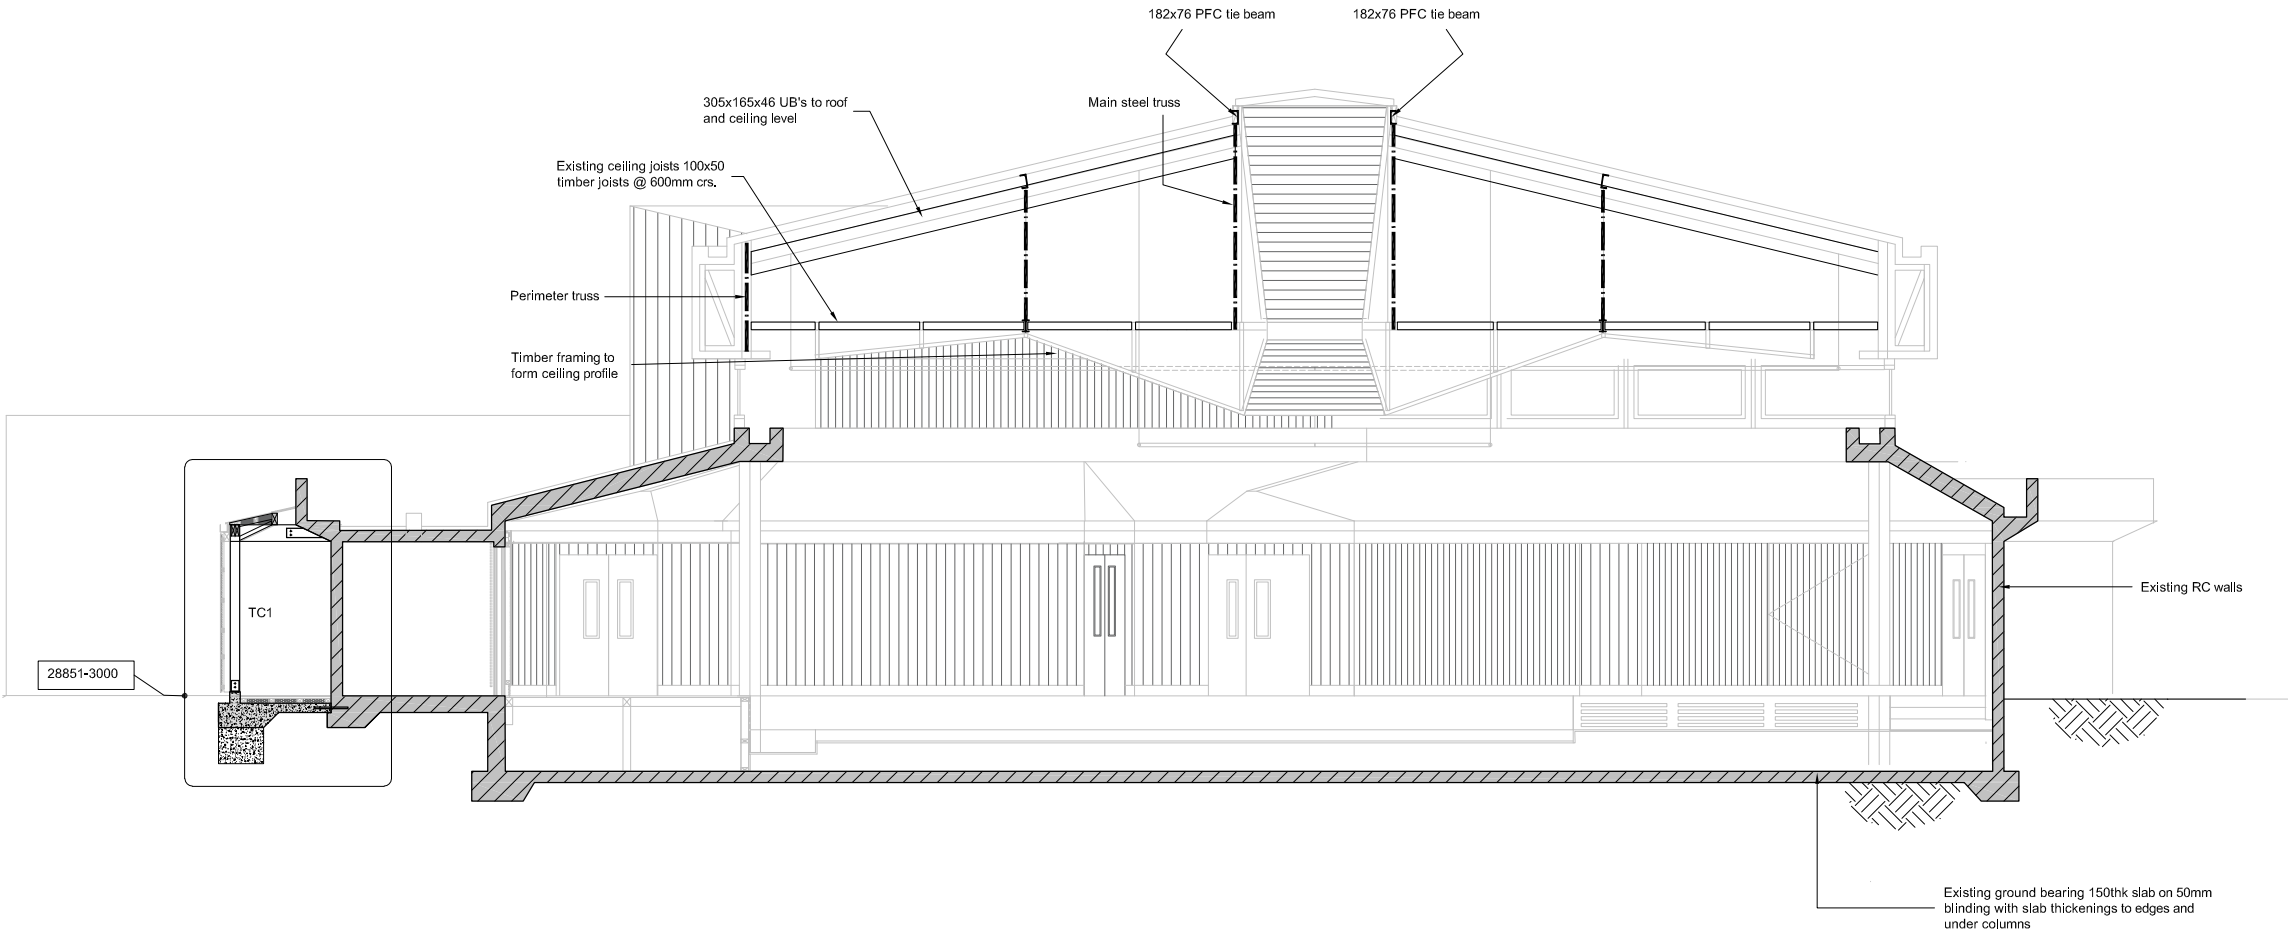 182x76 PFC tie beam
182x76 PFC tie beam
305x165x46 UB's to roof
and ceiling level
Main steel truss
Existing ceiling joists 100x50
timber joists @ 600mm crs.
Perimeter truss
Timber framing to
form ceiling profile
TC1
Existing RC walls
28851-3000
Existing ground bearing 150thk slab on 50mm
blinding with slab thickenings to edges and
under columns